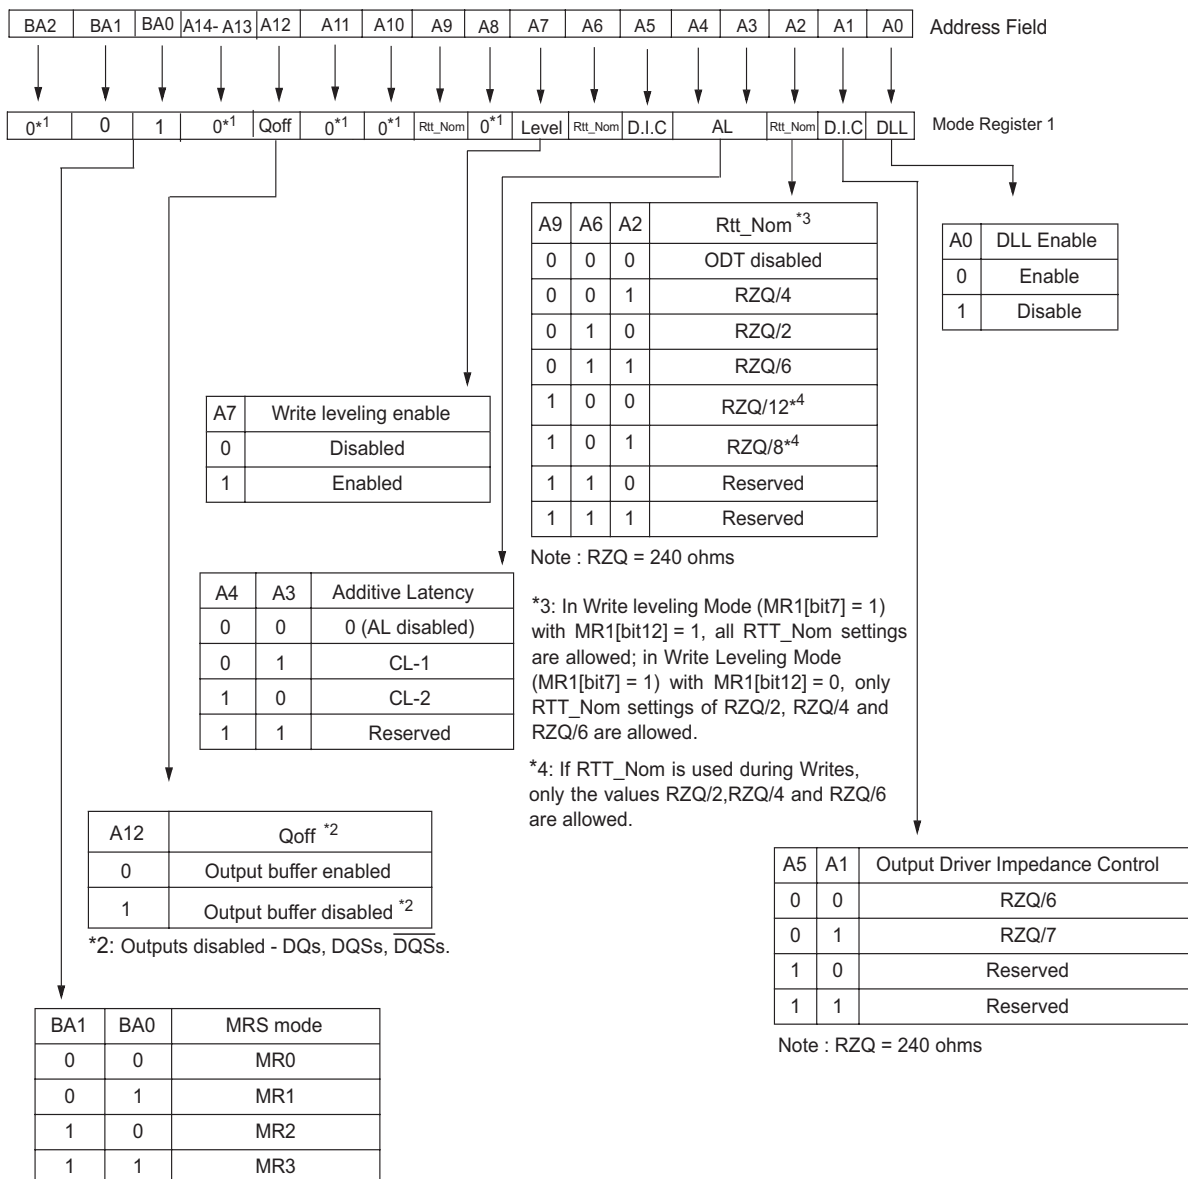 BA2 BA1 BA0 A14- A13 A12 A11 A10 A9 A8 A7 A6 A5 A4 A3 A2 A1 A0 Address Field
0*1 0 1 0*1 Qoff 0*1 0*1 Rtt_Nom 0*1 Level Rtt_Nom D.I.C AL Rtt_Nom D.I.C DLL Mode Register 1
A9 A6 A2 Rtt_Nom *3
0 0 0 ODT disabled
0 0 1 RZQ/4
0 1 0 RZQ/2
0 1 1 RZQ/6
1 0 0 RZQ/12*4
1 0 1 RZQ/8*4
1 1 0 Reserved
1 1 1 Reserved
Note : RZQ = 240 ohms
A0 DLL Enable
0 Enable
1 Disable
A7 Write leveling enable
0 Disabled
1 Enabled
A4 A3 Additive Latency
0 0 0 (AL disabled)
0 1 CL-1
1 0 CL-2
1 1 Reserved
*3: In Write leveling Mode (MR1[bit7] = 1)
with MR1[bit12] = 1, all RTT_Nom settings
are allowed; in Write Leveling Mode
(MR1[bit7] = 1) with MR1[bit12] = 0, only
RTT_Nom settings of RZQ/2, RZQ/4 and
RZQ/6 are allowed.
*4: If RTT_Nom is used during Writes,
only the values RZQ/2,RZQ/4 and RZQ/6
are allowed.
A12 Qoff *2
0 Output buffer enabled
1 Output buffer disabled *2
*2: Outputs disabled - DQs, DQSs, DQSs.
A5 A1 Output Driver Impedance Control
0 0 RZQ/6
0 1 RZQ/7
1 0 Reserved
1 1 Reserved
Note : RZQ = 240 ohms
BA1 BA0 MRS mode
0 0 MR0
0 1 MR1
1 0 MR2
1 1 MR3